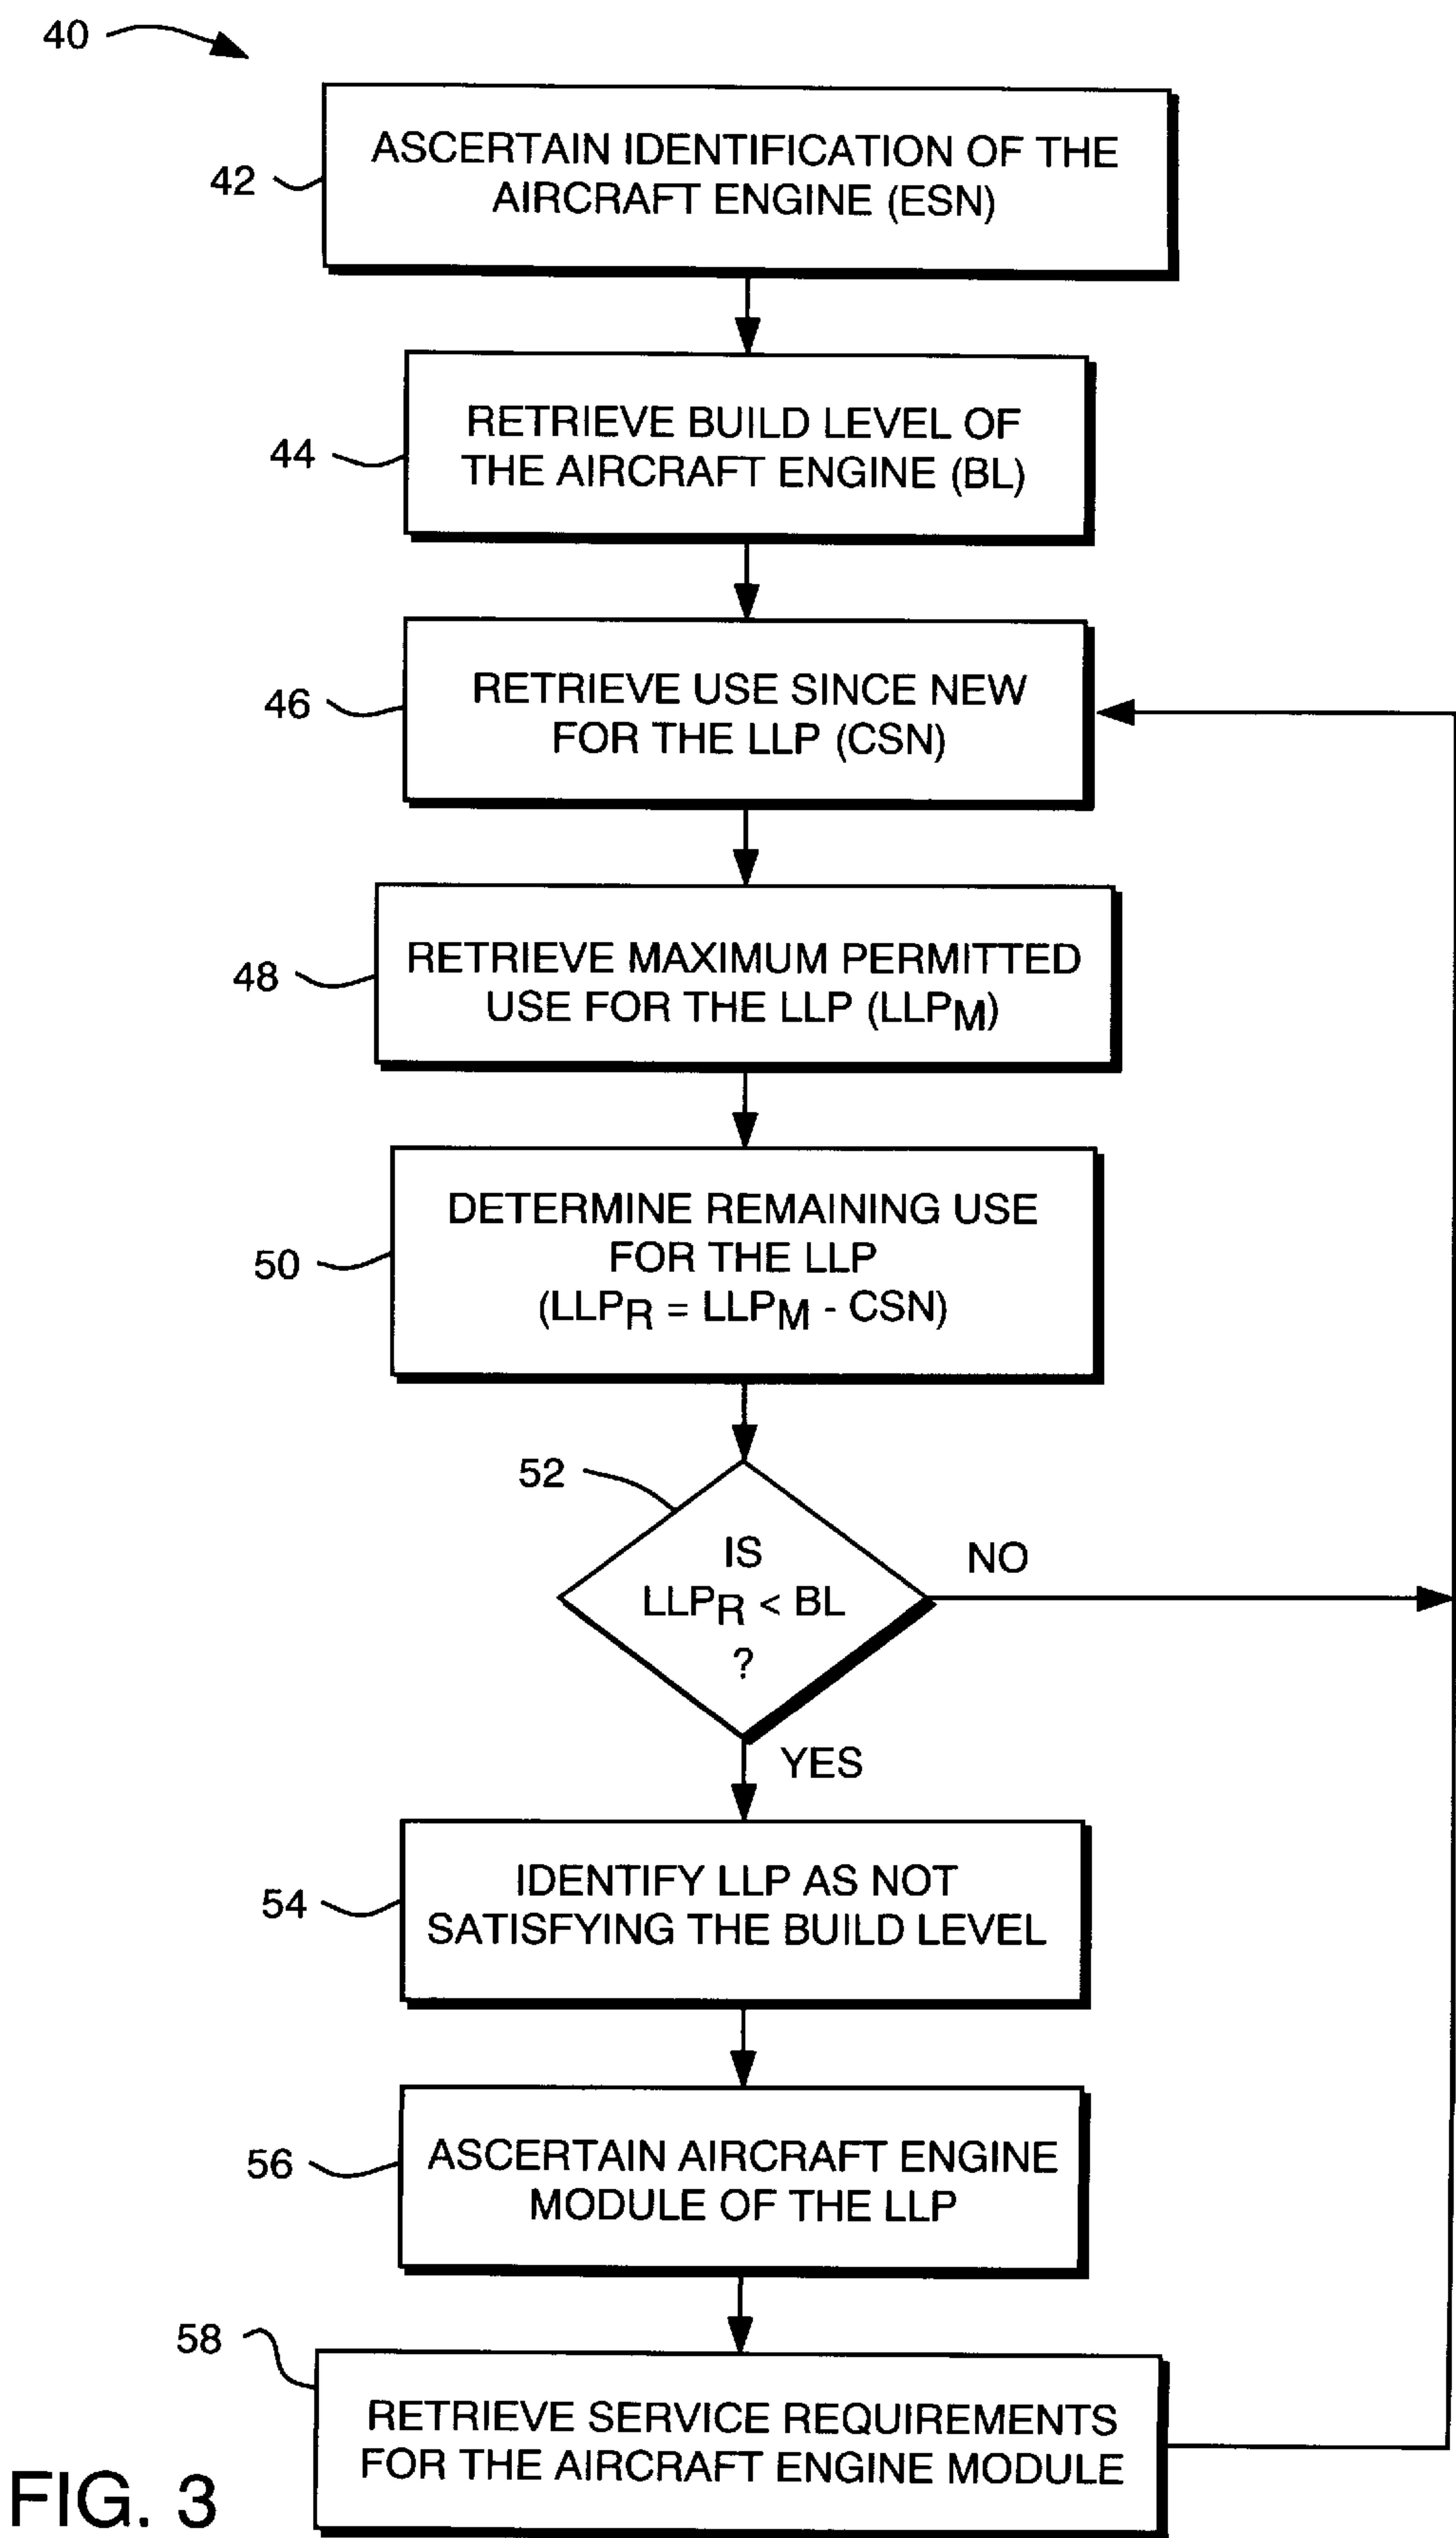 40
ASCERTAIN IDENTIFICATION OF THE
AIRCRAFT ENGINE (ESN)
42
RETRIEVE BUILD LEVEL OF
THE AIRCRAFT ENGINE (BL)
44
RETRIEVE USE SINCE NEW
FOR THE LLP (CSN)
46
RETRIEVE MAXIMUM PERMITTED
USE FOR THE LLP (LLPM)
48
DETERMINE REMAINING USE
FOR THE LLP
(LLPR = LLPM - CSN)
50
52
IS
LLPR < BL
?
NO
YES
IDENTIFY LLP AS NOT
SATISFYING THE BUILD LEVEL
54
ASCERTAIN AIRCRAFT ENGINE
MODULE OF THE LLP
56
58
RETRIEVE SERVICE REQUIREMENTS
FOR THE AIRCRAFT ENGINE MODULE
FIG. 3